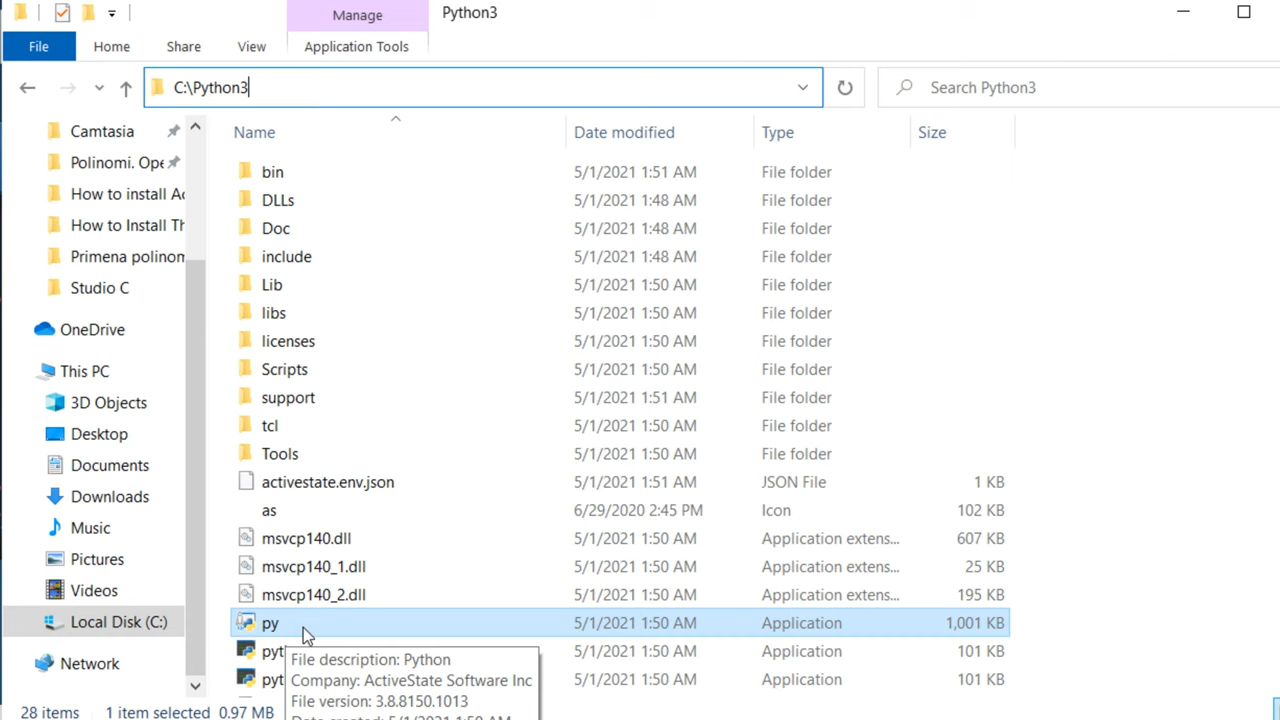 Manage
Python3
File
Home
Share
View
Application Tools
C:\Python3
Search Python3
Camtasia
Polinomi. Ope
How to install Ac
How to Install Th
Primena polinom
Studio C
OneDrive
This PC
3D Objects
Desktop
Documents
Downloads
Music
Pictures
Videos
Local Disk (C:)
Network
Name Date modified Type Size
bin 5/1/2021 1:51 AM File folder
DLLs 5/1/2021 1:48 AM File folder
Doc 5/1/2021 1:48 AM File folder
include 5/1/2021 1:48 AM File folder
Lib 5/1/2021 1:50 AM File folder
libs 5/1/2021 1:50 AM File folder
licenses 5/1/2021 1:50 AM File folder
Scripts 5/1/2021 1:50 AM File folder
support 5/1/2021 1:51 AM File folder
tcl 5/1/2021 1:50 AM File folder
Tools 5/1/2021 1:50 AM File folder
activestate.env.json 5/1/2021 1:51 AM JSON File 1 KB
as 6/29/2020 2:45 PM Icon 102 KB
msvcp140.dll 5/1/2021 1:50 AM Application extens... 607 KB
msvcp140_1.dll 5/1/2021 1:50 AM Application extens... 25 KB
msvcp140_2.dll 5/1/2021 1:50 AM Application extens... 195 KB
py 5/1/2021 1:50 AM Application 1,001 KB
pyt 5/1/2021 1:50 AM Application 101 KB
pyt 5/1/2021 1:50 AM Application 101 KB
File description: Python
Company: ActiveState Software Inc
File version: 3.8.8150.1013
Date created: 5/1/2021 1:50 AM
28 items 1 item selected 0.97 MB